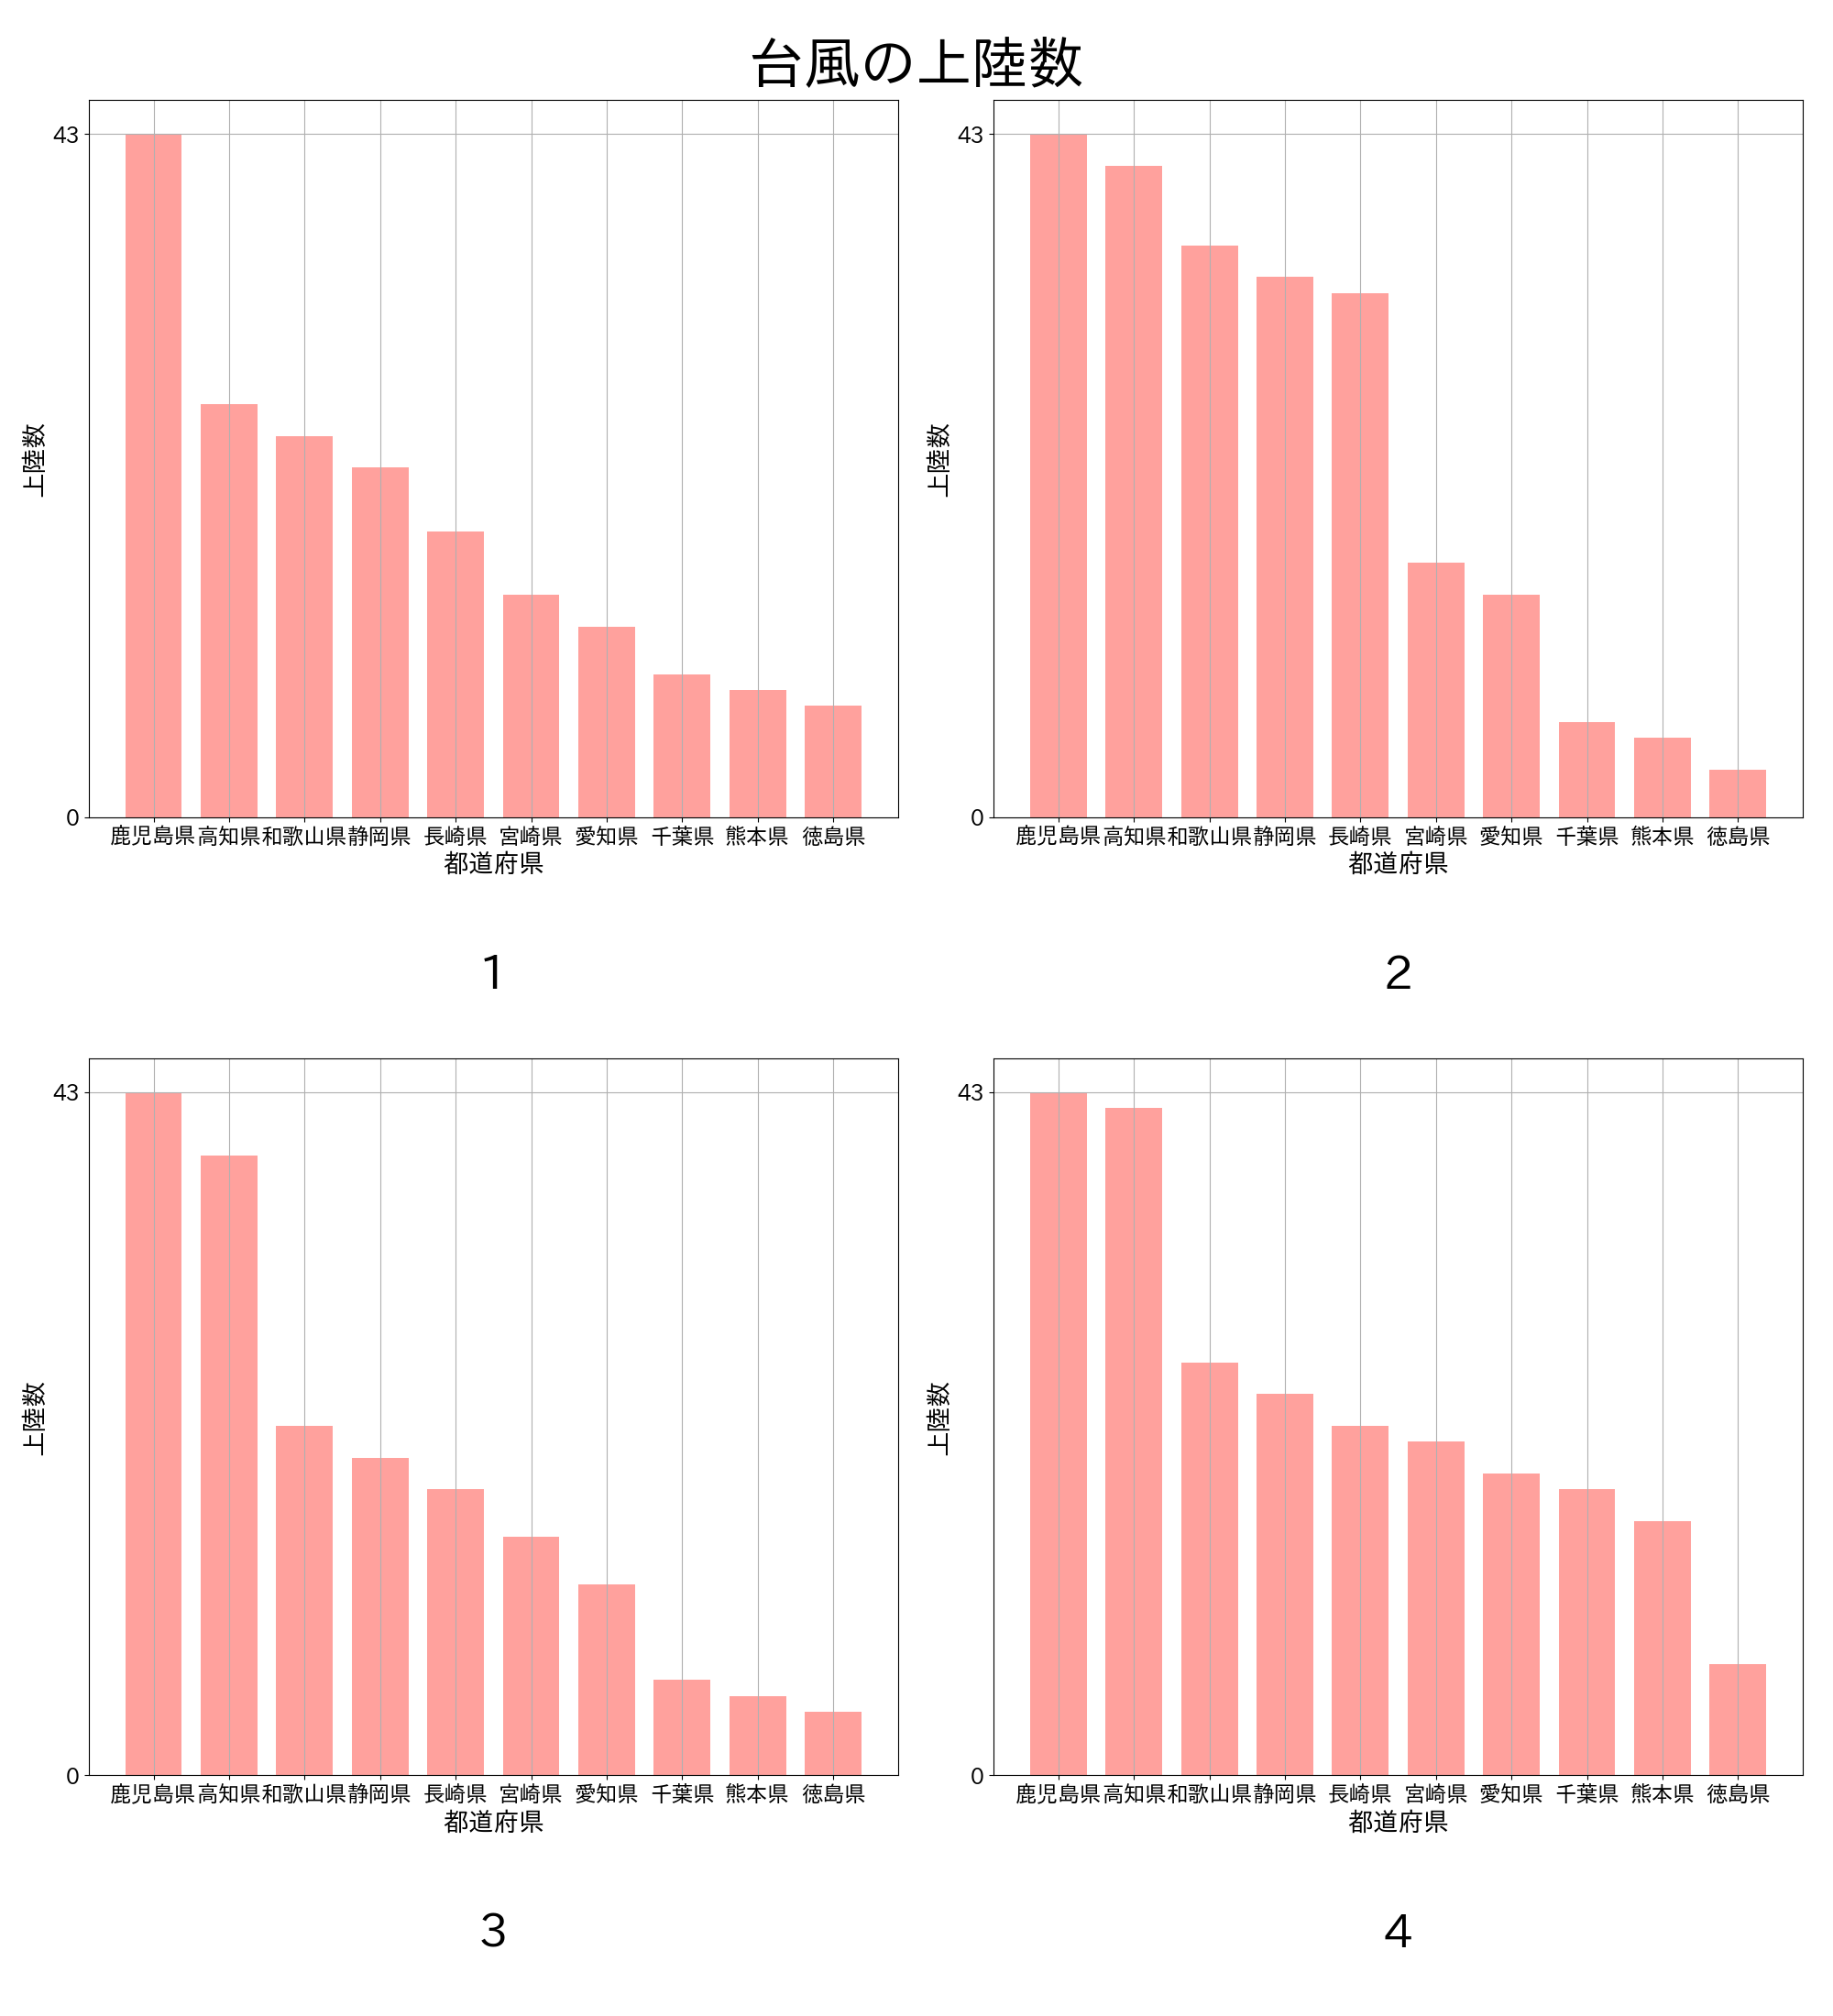 台風の上陸数
43
上陸数
0
鹿児島県 高知県 和歌山県 静岡県 長崎県 宮崎県 愛知県 千葉県 熊本県 徳島県
都道府県
1
43
上陸数
0
鹿児島県 高知県 和歌山県 静岡県 長崎県 宮崎県 愛知県 千葉県 熊本県 徳島県
都道府県
2
43
上陸数
0
鹿児島県 高知県 和歌山県 静岡県 長崎県 宮崎県 愛知県 千葉県 熊本県 徳島県
都道府県
3
43
上陸数
0
鹿児島県 高知県 和歌山県 静岡県 長崎県 宮崎県 愛知県 千葉県 熊本県 徳島県
都道府県
4